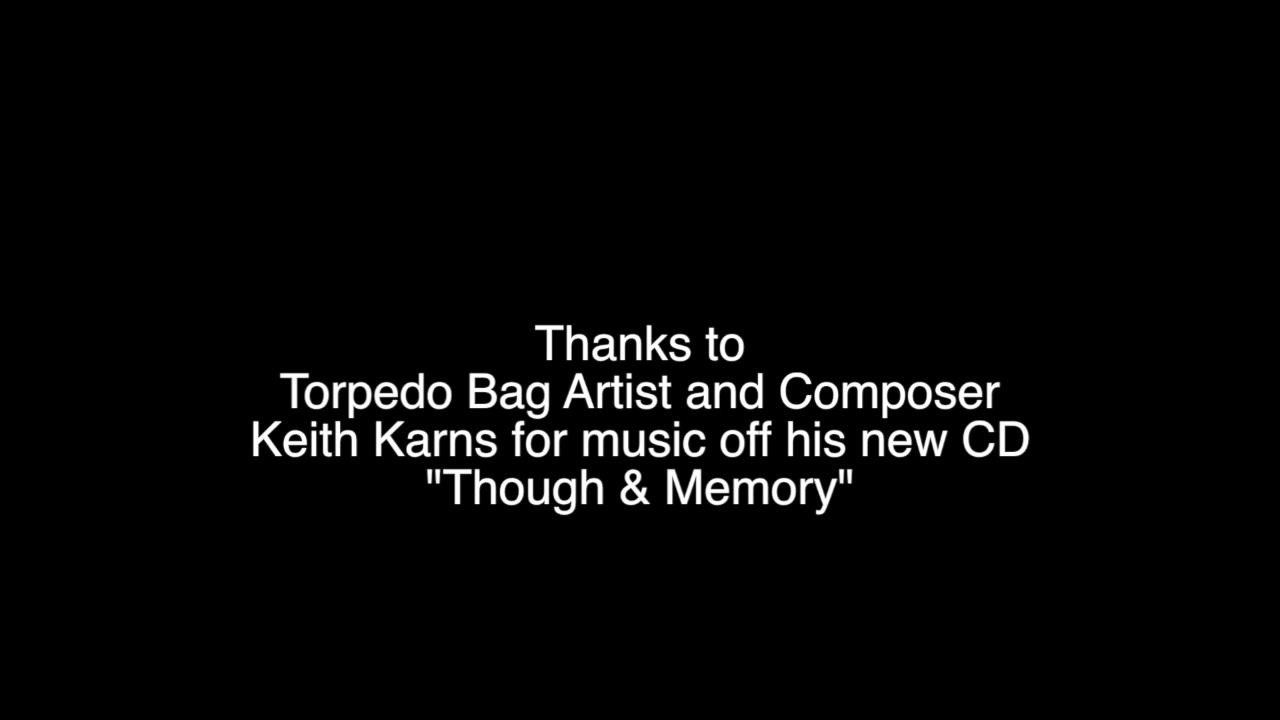 Thanks to
Torpedo Bag Artist and Composer
Keith Karns for music off his new CD
"Though & Memory"